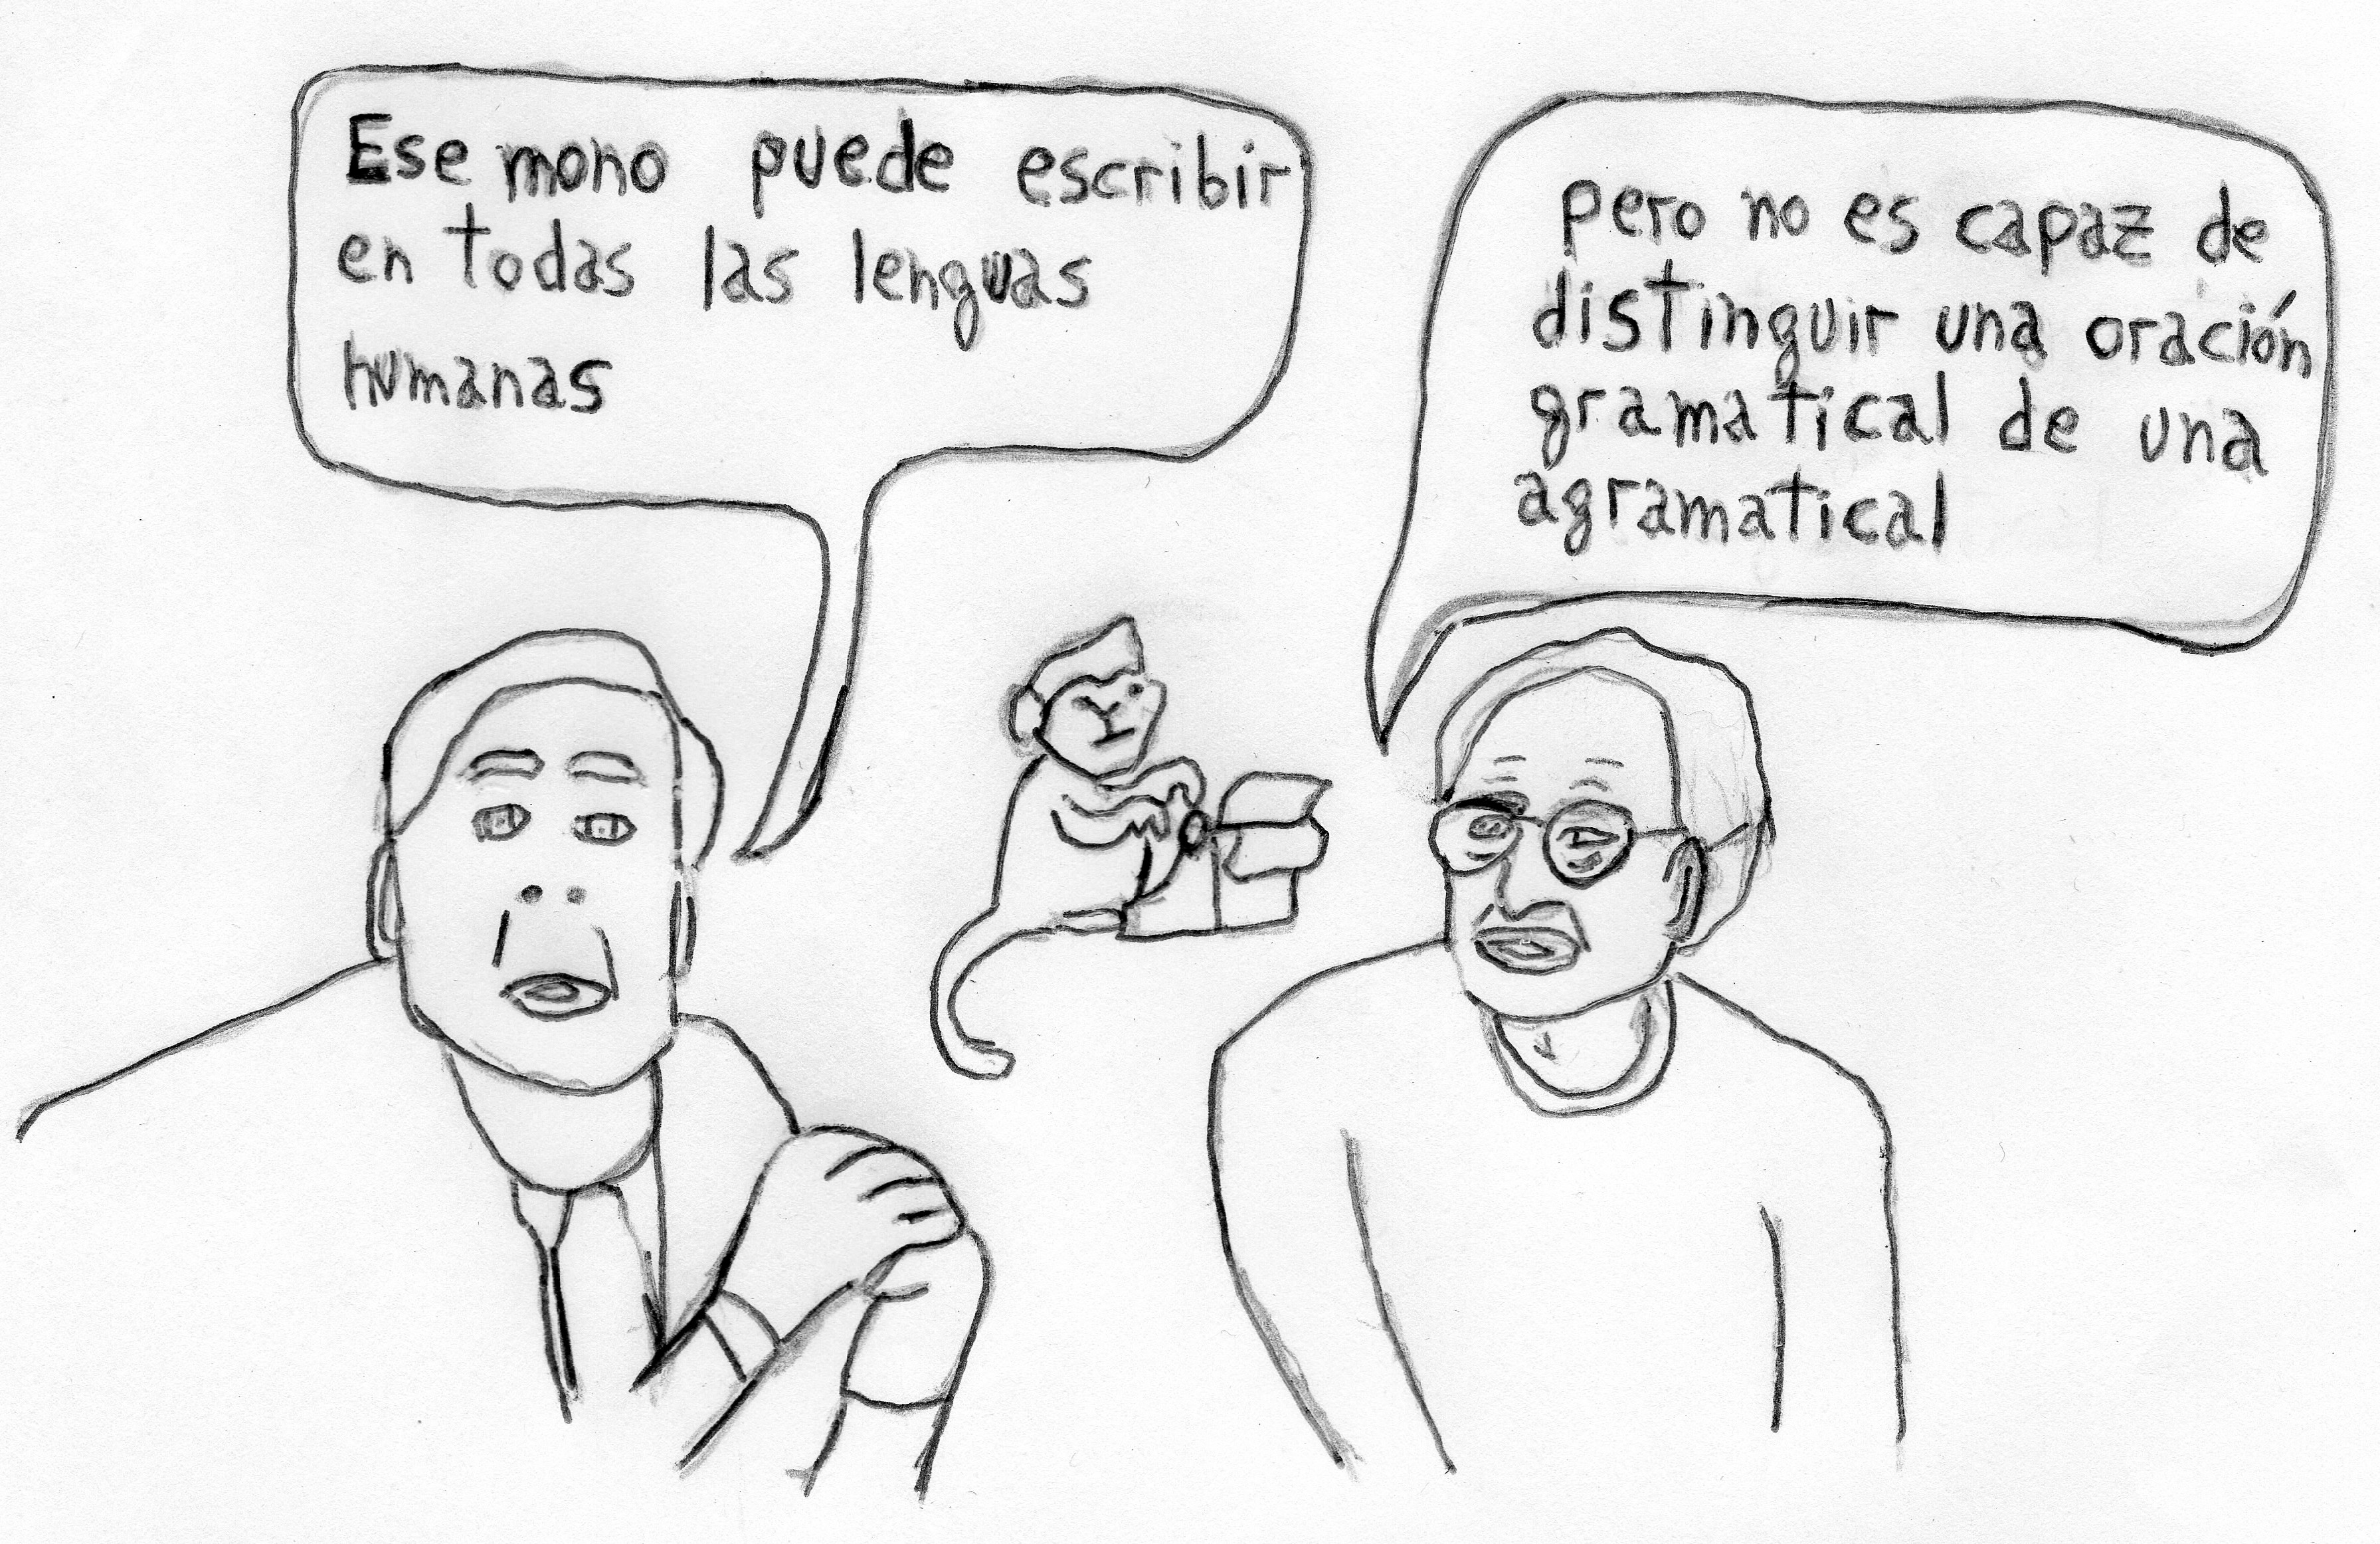 Ese mono puede escribir
en todas las lenguas
humanas
pero no es capaz de
distinguir una oración
gramatical de una
agramatical